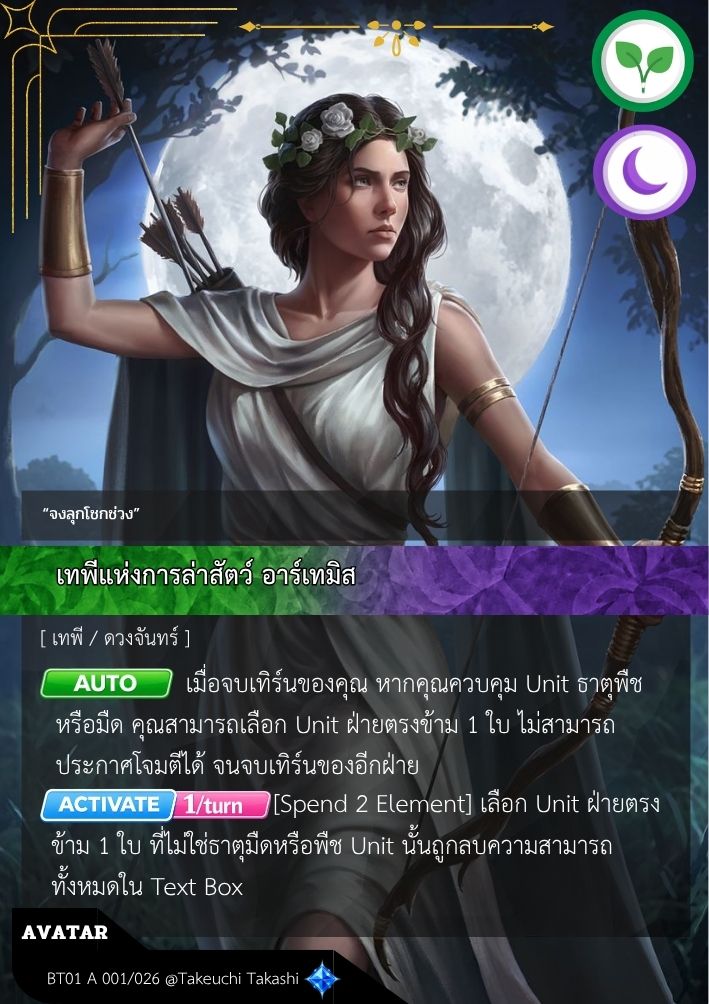 “จงลุกโชกช่วง”
เทพีแห่งการล่าสัตว์ อาร์เทมิส
[ เทพี / ดวงจันทร์ ]
AUTO เมื่อจบเทิร์นของคุณ หากคุณควบคุม Unit ธาตุพืช
หรือมืด คุณสามารถเลือก Unit ฝ่ายตรงข้าม 1 ใบ ไม่สามารถ
ประกาศโจมตีได้ จนจบเทิร์นของอีกฝ่าย
ACTIVATE 1/turn [Spend 2 Element] เลือก Unit ฝ่ายตรง
ข้าม 1 ใบ ที่ไม่ใช่ธาตุมืดหรือพืช Unit นั้นถูกลบความสามารถ
ทั้งหมดใน Text Box
AVATAR
BT01 A 001/026 @Takeuchi Takashi